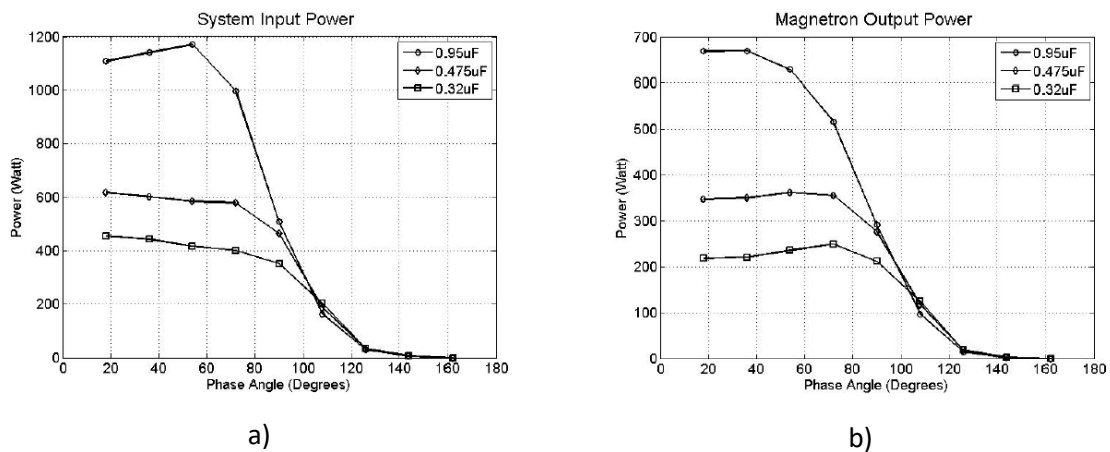 System Input Power
1200
1000
800
600
400
200
0
Power (Watt)
0.95uF
0.475uF
0.32uF
0 20 40 60 80 100 120 140 160 180
Phase Angle (Degrees)
a)
Magnetron Output Power
700
600
500
400
300
200
100
0
Power (Watt)
0.95uF
0.475uF
0.32uF
0 20 40 60 80 100 120 140 160 180
Phase Angle (Degrees)
b)